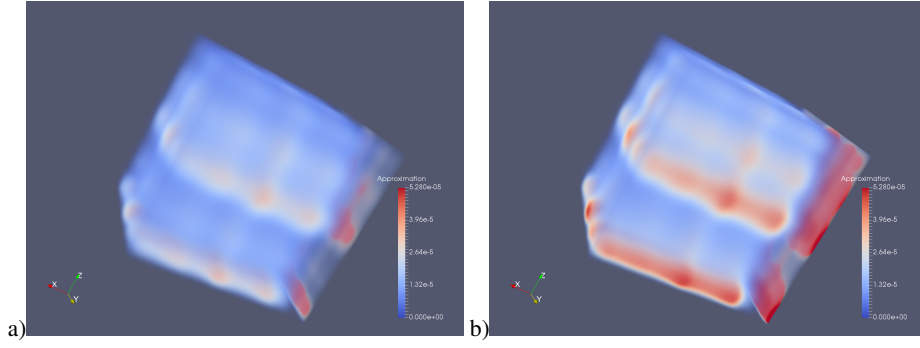 a)
Approximation
5.280e-05
3.96e-5
2.64e-5
1.32e-5
0.000e+00
X
Z
Y
b)
Approximation
5.280e-05
3.96e-5
2.64e-5
1.32e-5
0.000e+00
X
Z
Y